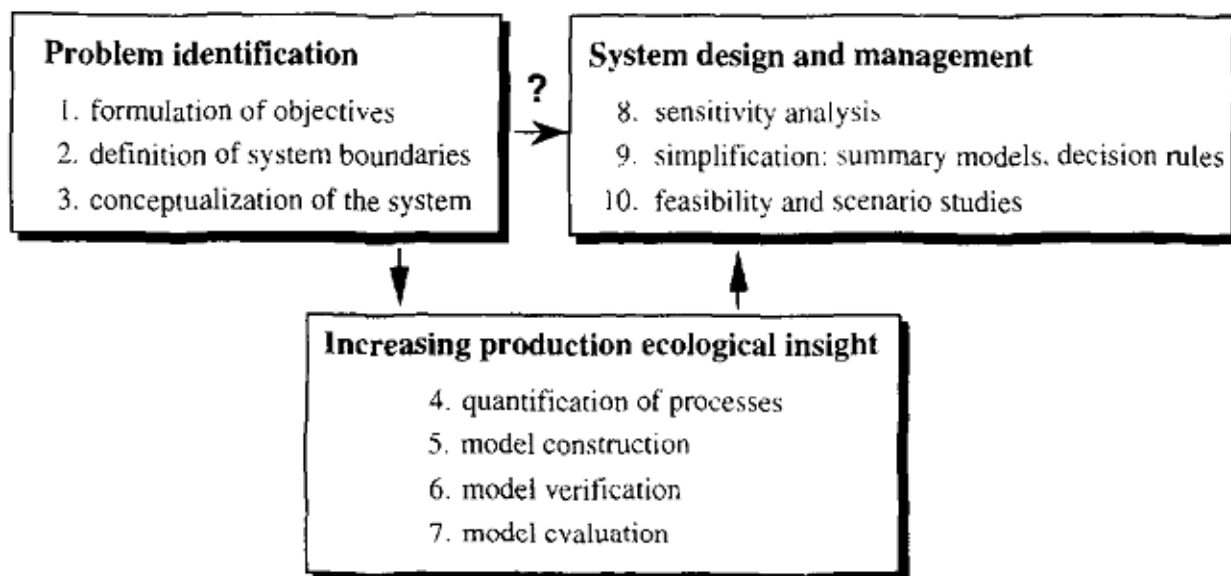 Problem identification
1. formulation of objectives
2. definition of system boundaries
3. conceptualization of the system
?
System design and management
8. sensitivity analysis
9. simplification: summary models, decision rules
10. feasibility and scenario studies
Increasing production ecological insight
4. quantification of processes
5. model construction
6. model verification
7. model evaluation